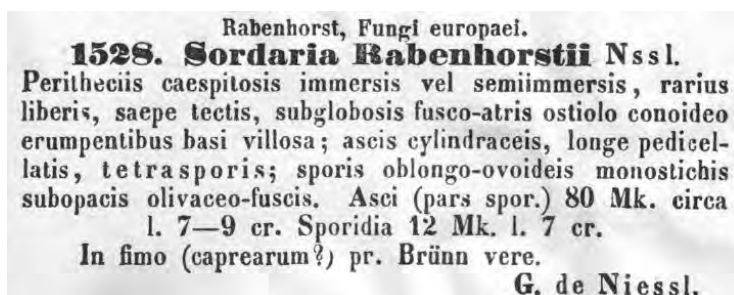 Rabenhorst, Fungi europaei.
1528. Sordaria Rabenhorstii Nssl.
Peritheciis caespitosis immersis vel semiimmersis, rarius
liberis, saepe tectis, subglobosis fusco-atris ostiolo conoideo
erumpentibus basi villosa; ascis cylindraceis, longe pedicel-
latis, tetrasporis; sporis oblongo-ovoideis monostichis
subopacis olivaceo-fuscis. Asci (pars spor.) 80 Mk. circa
l. 7—9 cr. Sporidia 12 Mk. l. 7 cr.
In fimo (caprearum?) pr. Brünn vere.
G. de Niessl.